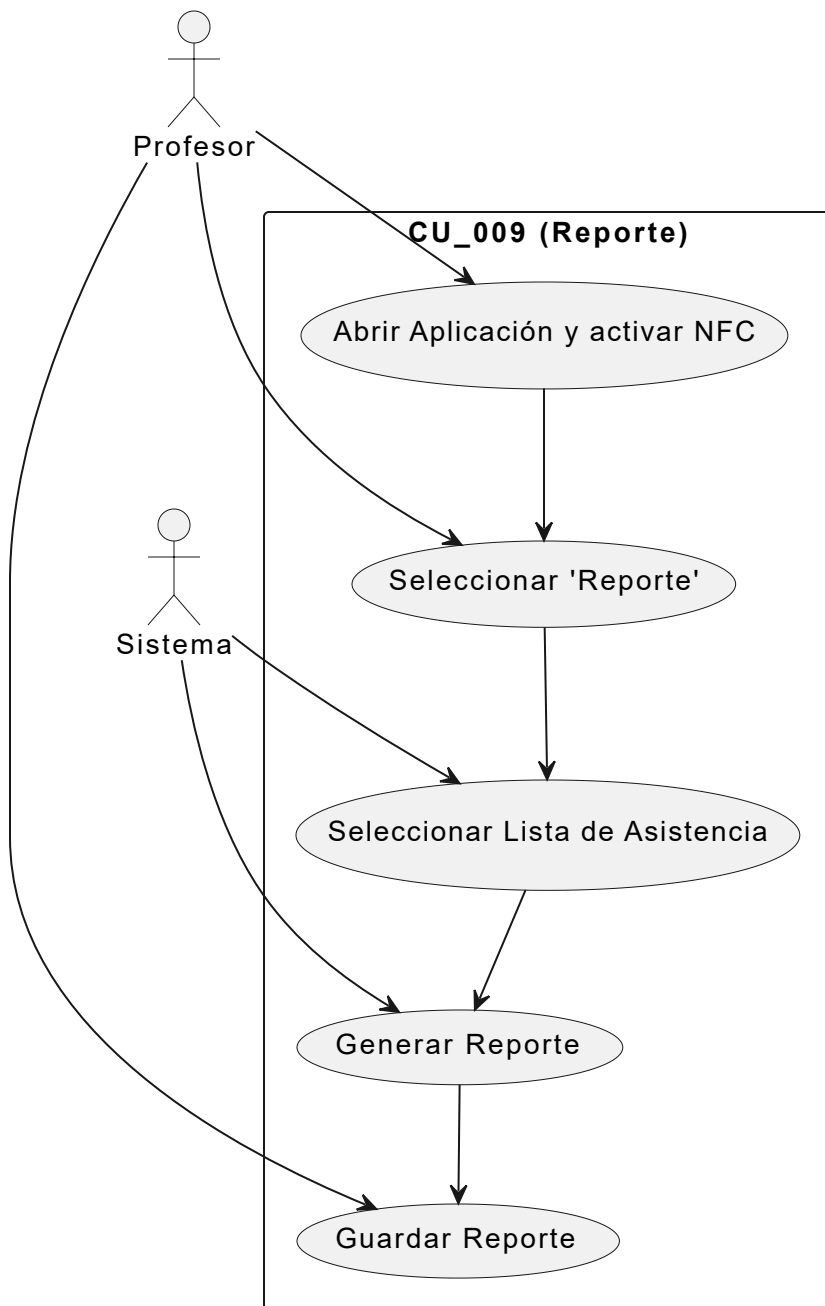 Profesor
CU_009 (Reporte)
Abrir Aplicación y activar NFC
Seleccionar 'Reporte'
Sistema
Seleccionar Lista de Asistencia
Generar Reporte
Guardar Reporte